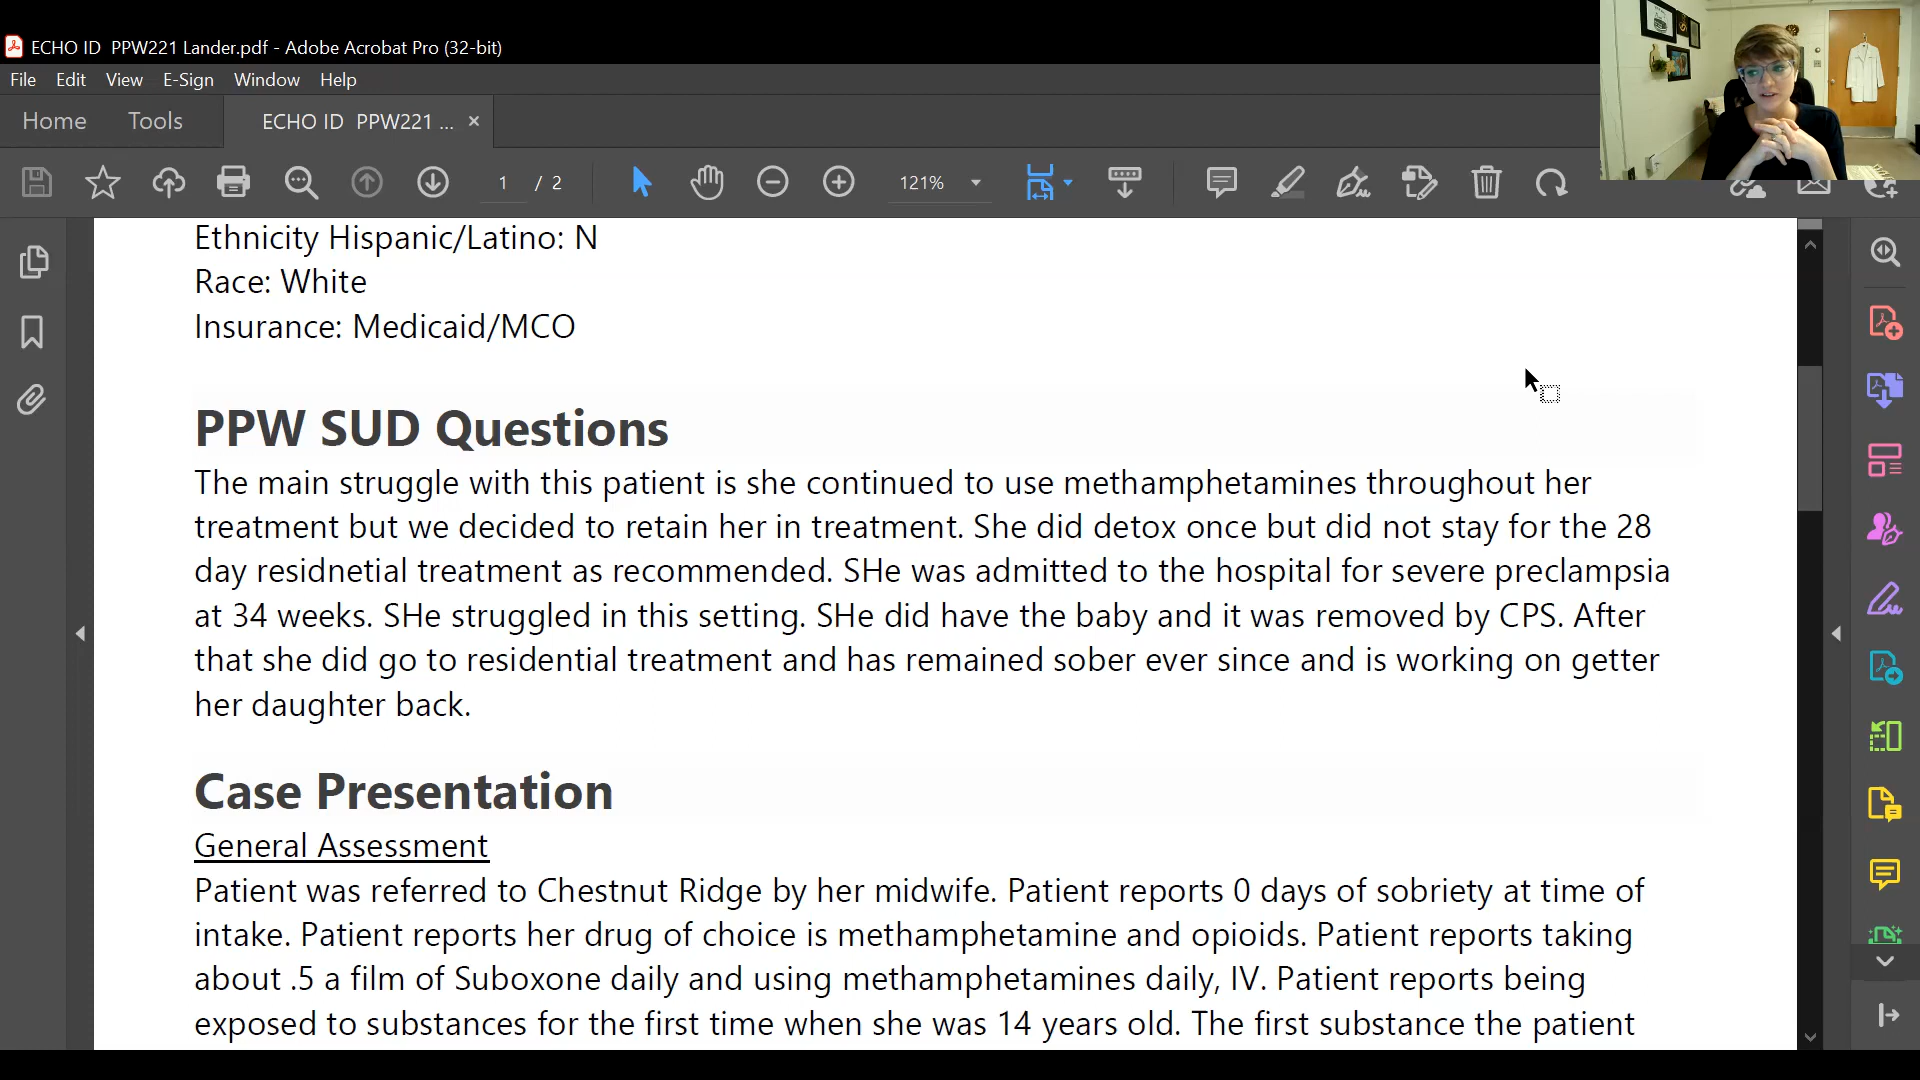 ECHO ID PPW221 Lander.pdf - Adobe Acrobat Pro (32-bit)
File Edit View E-Sign Window Help
Home Tools ECHO ID PPW221 ... ×
1 / 2 121%
Ethnicity Hispanic/Latino: N
Race: White
Insurance: Medicaid/MCO
PPW SUD Questions
The main struggle with this patient is she continued to use methamphetamines throughout her
treatment but we decided to retain her in treatment. She did detox once but did not stay for the 28
day residnetial treatment as recommended. SHe was admitted to the hospital for severe preclampsia
at 34 weeks. SHe struggled in this setting. SHe did have the baby and it was removed by CPS. After
that she did go to residential treatment and has remained sober ever since and is working on getter
her daughter back.
Case Presentation
General Assessment
Patient was referred to Chestnut Ridge by her midwife. Patient reports 0 days of sobriety at time of
intake. Patient reports her drug of choice is methamphetamine and opioids. Patient reports taking
about .5 a film of Suboxone daily and using methamphetamines daily, IV. Patient reports being
exposed to substances for the first time when she was 14 years old. The first substance the patient